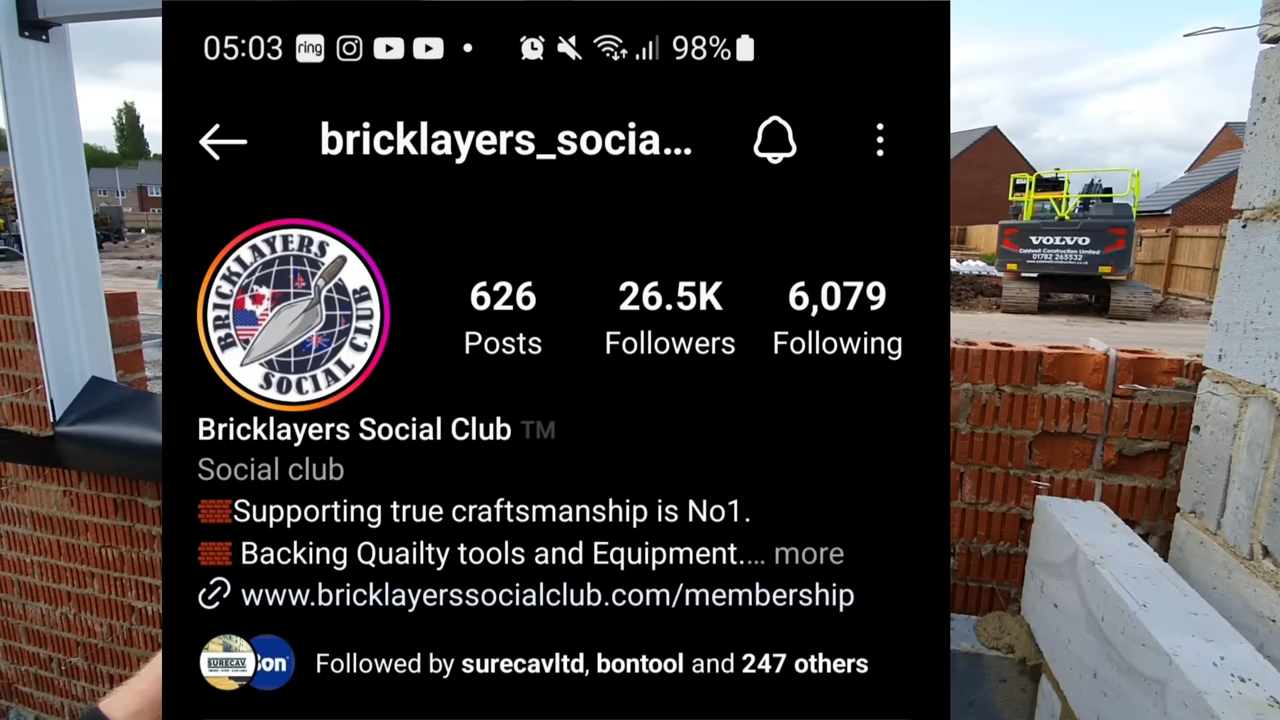 05:03 ring 98%
bricklayers_socia...
BRICKLAYERS
SOCIAL CLUB
626 26.5K 6,079
Posts Followers Following
Bricklayers Social Club TM
Social club
Supporting true craftsmanship is No1.
Backing Quailty tools and Equipment.... more
www.bricklayerssocialclub.com/membership
SURECAV Bon
Followed by surecavltd, bontool and 247 others
VOLVO
Caldwell Construction Limited
01782 265532